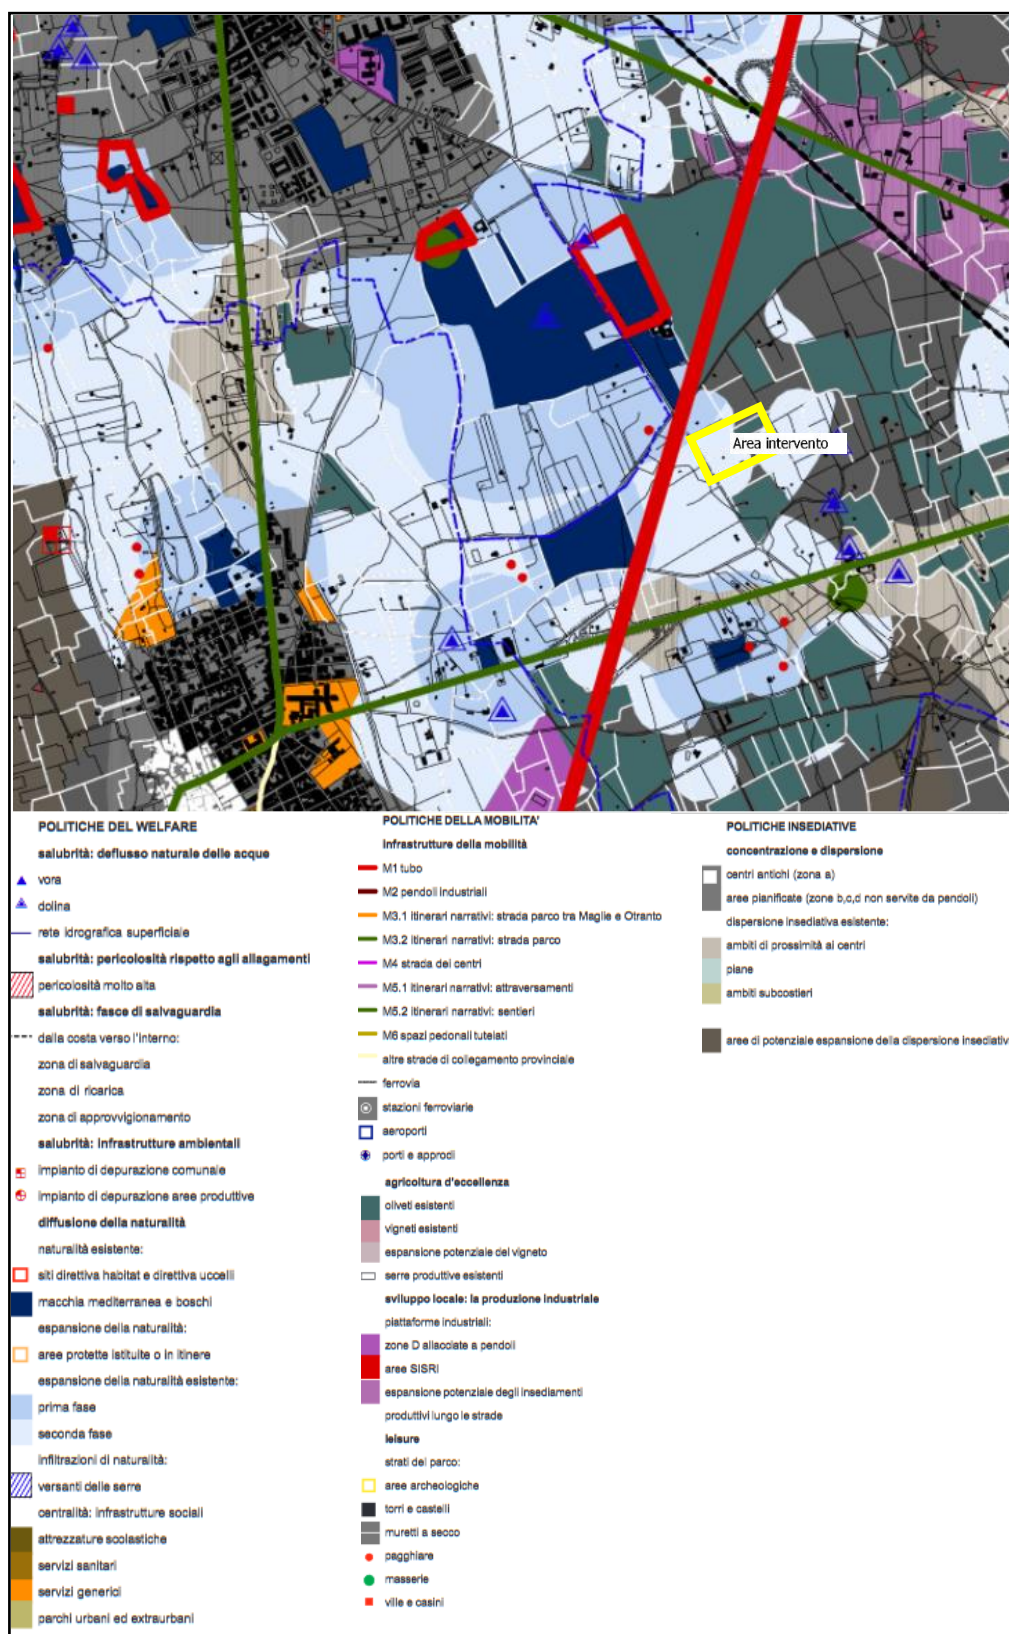 Area intervento
POLITICHE DEL WELFARE
salubrità: deflusso naturale delle acque
vora
dolina
rete idrografica superficiale
salubrità: pericolosità rispetto agli allagamenti
pericolosità molto alta
salubrità: fasce di salvaguardia
dalla costa verso l'interno:
zona di salvaguardia
zona di ricarica
zona di approvvigionamento
salubrità: infrastrutture ambientali
impianto di depurazione comunale
impianto di depurazione aree produttive
diffusione della naturalità
naturalità esistente:
siti direttiva habitat e direttiva uccelli
macchia mediterranea e boschi
espansione della naturalità:
aree protette istituite o in itinere
espansione della naturalità esistente:
prima fase
seconda fase
infiltrazioni di naturalità:
versanti delle serre
centralità: infrastrutture sociali
attrezzature scolastiche
servizi sanitari
servizi generici
parchi urbani ed extraurbani
POLITICHE DELLA MOBILITA'
infrastrutture della mobilità
M1 tubo
M2 pendoli industriali
M3.1 itinerari narrativi: strada parco tra Maglie e Otranto
M3.2 itinerari narrativi: strada parco
M4 strada dei centri
M5.1 itinerari narrativi: attraversamenti
M5.2 itinerari narrativi: sentieri
M6 spazi pedonali tutelati
altre strade di collegamento provinciale
ferrovia
stazioni ferroviarie
aeroporti
porti e approdi
agricoltura d'eccellenza
oliveti esistenti
vigneti esistenti
espansione potenziale del vigneto
serre produttive esistenti
sviluppo locale: la produzione industriale
piattaforme industriali:
zone D allacciate a pendoli
aree SISRI
espansione potenziale degli insediamenti
produttivi lungo le strade
leisure
strati del parco:
aree archeologiche
torri e castelli
muretti a secco
pagghiare
masserie
ville e casini
POLITICHE INSEDIATIVE
concentrazione e dispersione
centri antichi (zona a)
aree pianificate (zone b,c,d non servite da pendoli)
dispersione insediativa esistente:
ambiti di prossimità ai centri
piane
ambiti subcostieri
aree di potenziale espansione della dispersione insediativ